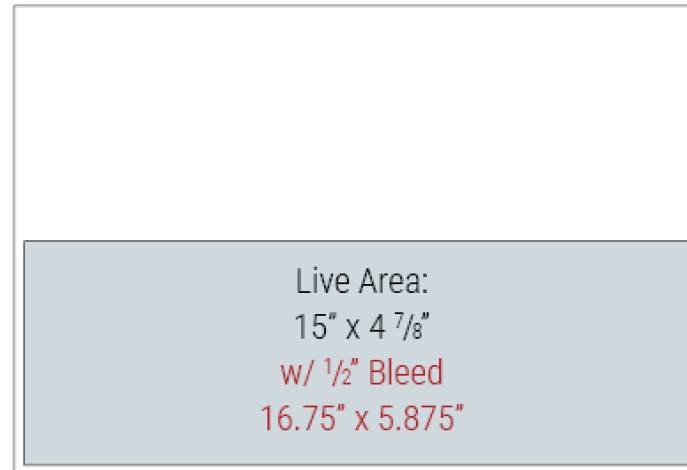 Live Area:
15” x 4 ⅞”
w/ ½” Bleed
16.75” x 5.875”